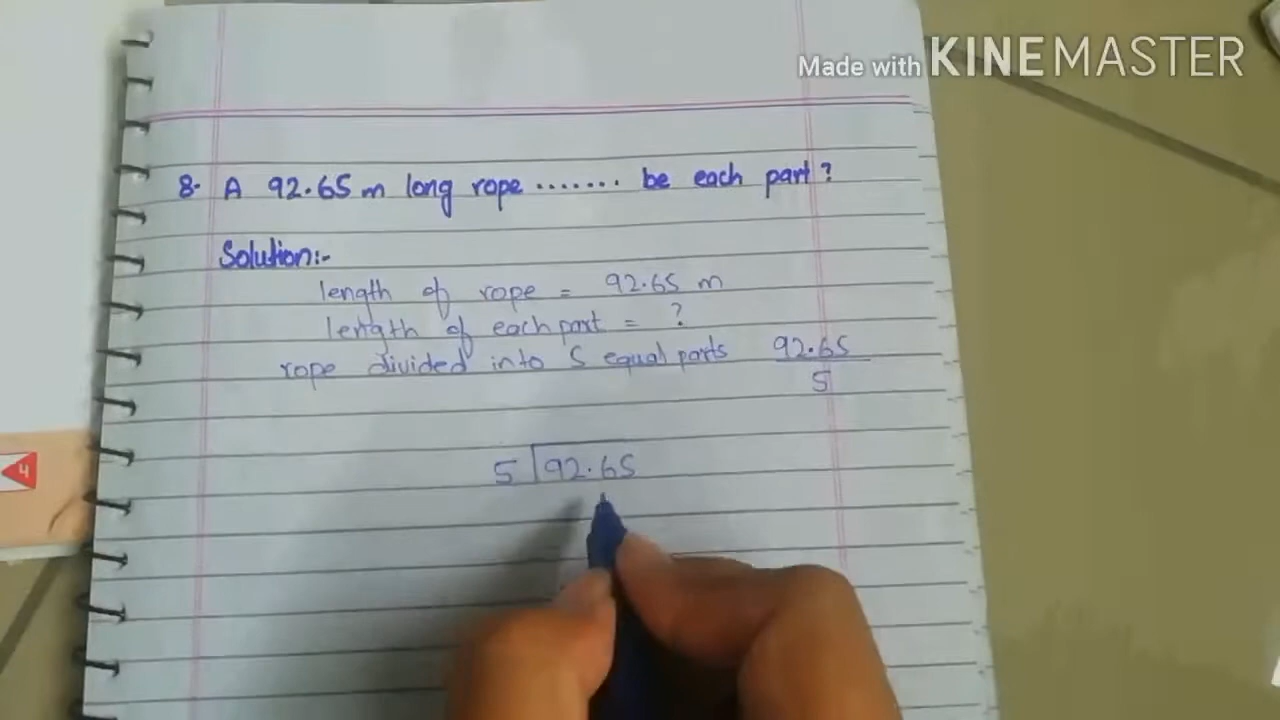 Made with KINEMASTER
8. A 92.65 m long rope ....... be each part?
Solution:-
length of rope = 92.65 m
length of each part = ?
rope divided into 5 equal parts 92.65
5
5 92.65
4